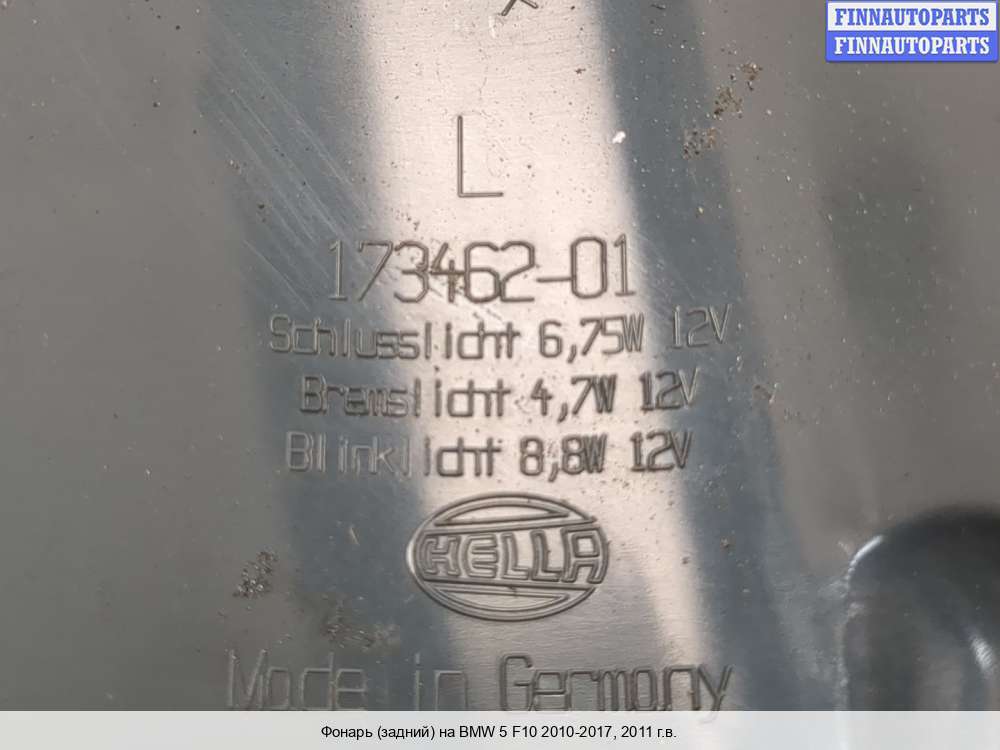 FINNAUTOPARTS
FINNAUTOPARTS
L
173462-01
Schlusslicht 6,75W 12V
Bremslicht 4,7W 12V
Blinklicht 8,8W 12V
HELLA
Made in Germany
Фонарь (задний) на BMW 5 F10 2010-2017, 2011 г.в.